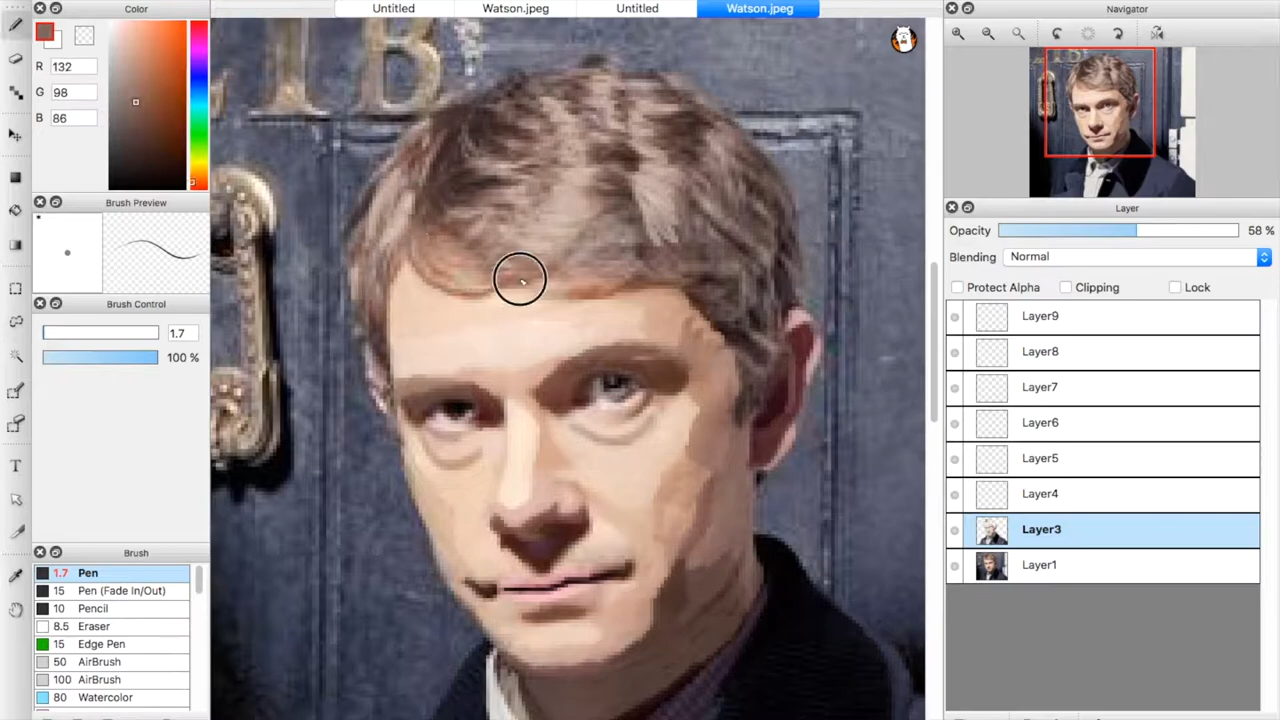 Untitled
Watson.jpeg
Untitled
Watson.jpeg
Color
R 132
G 98
B 86
Brush Preview
Brush Control
1.7
100 %
Brush
1.7 Pen
15 Pen (Fade In/Out)
10 Pencil
8.5 Eraser
15 Edge Pen
50 AirBrush
100 AirBrush
80 Watercolor
T
IB
Navigator
Layer
Opacity 58 %
Blending Normal
Protect Alpha Clipping Lock
Layer9
Layer8
Layer7
Layer6
Layer5
Layer4
Layer3
Layer1